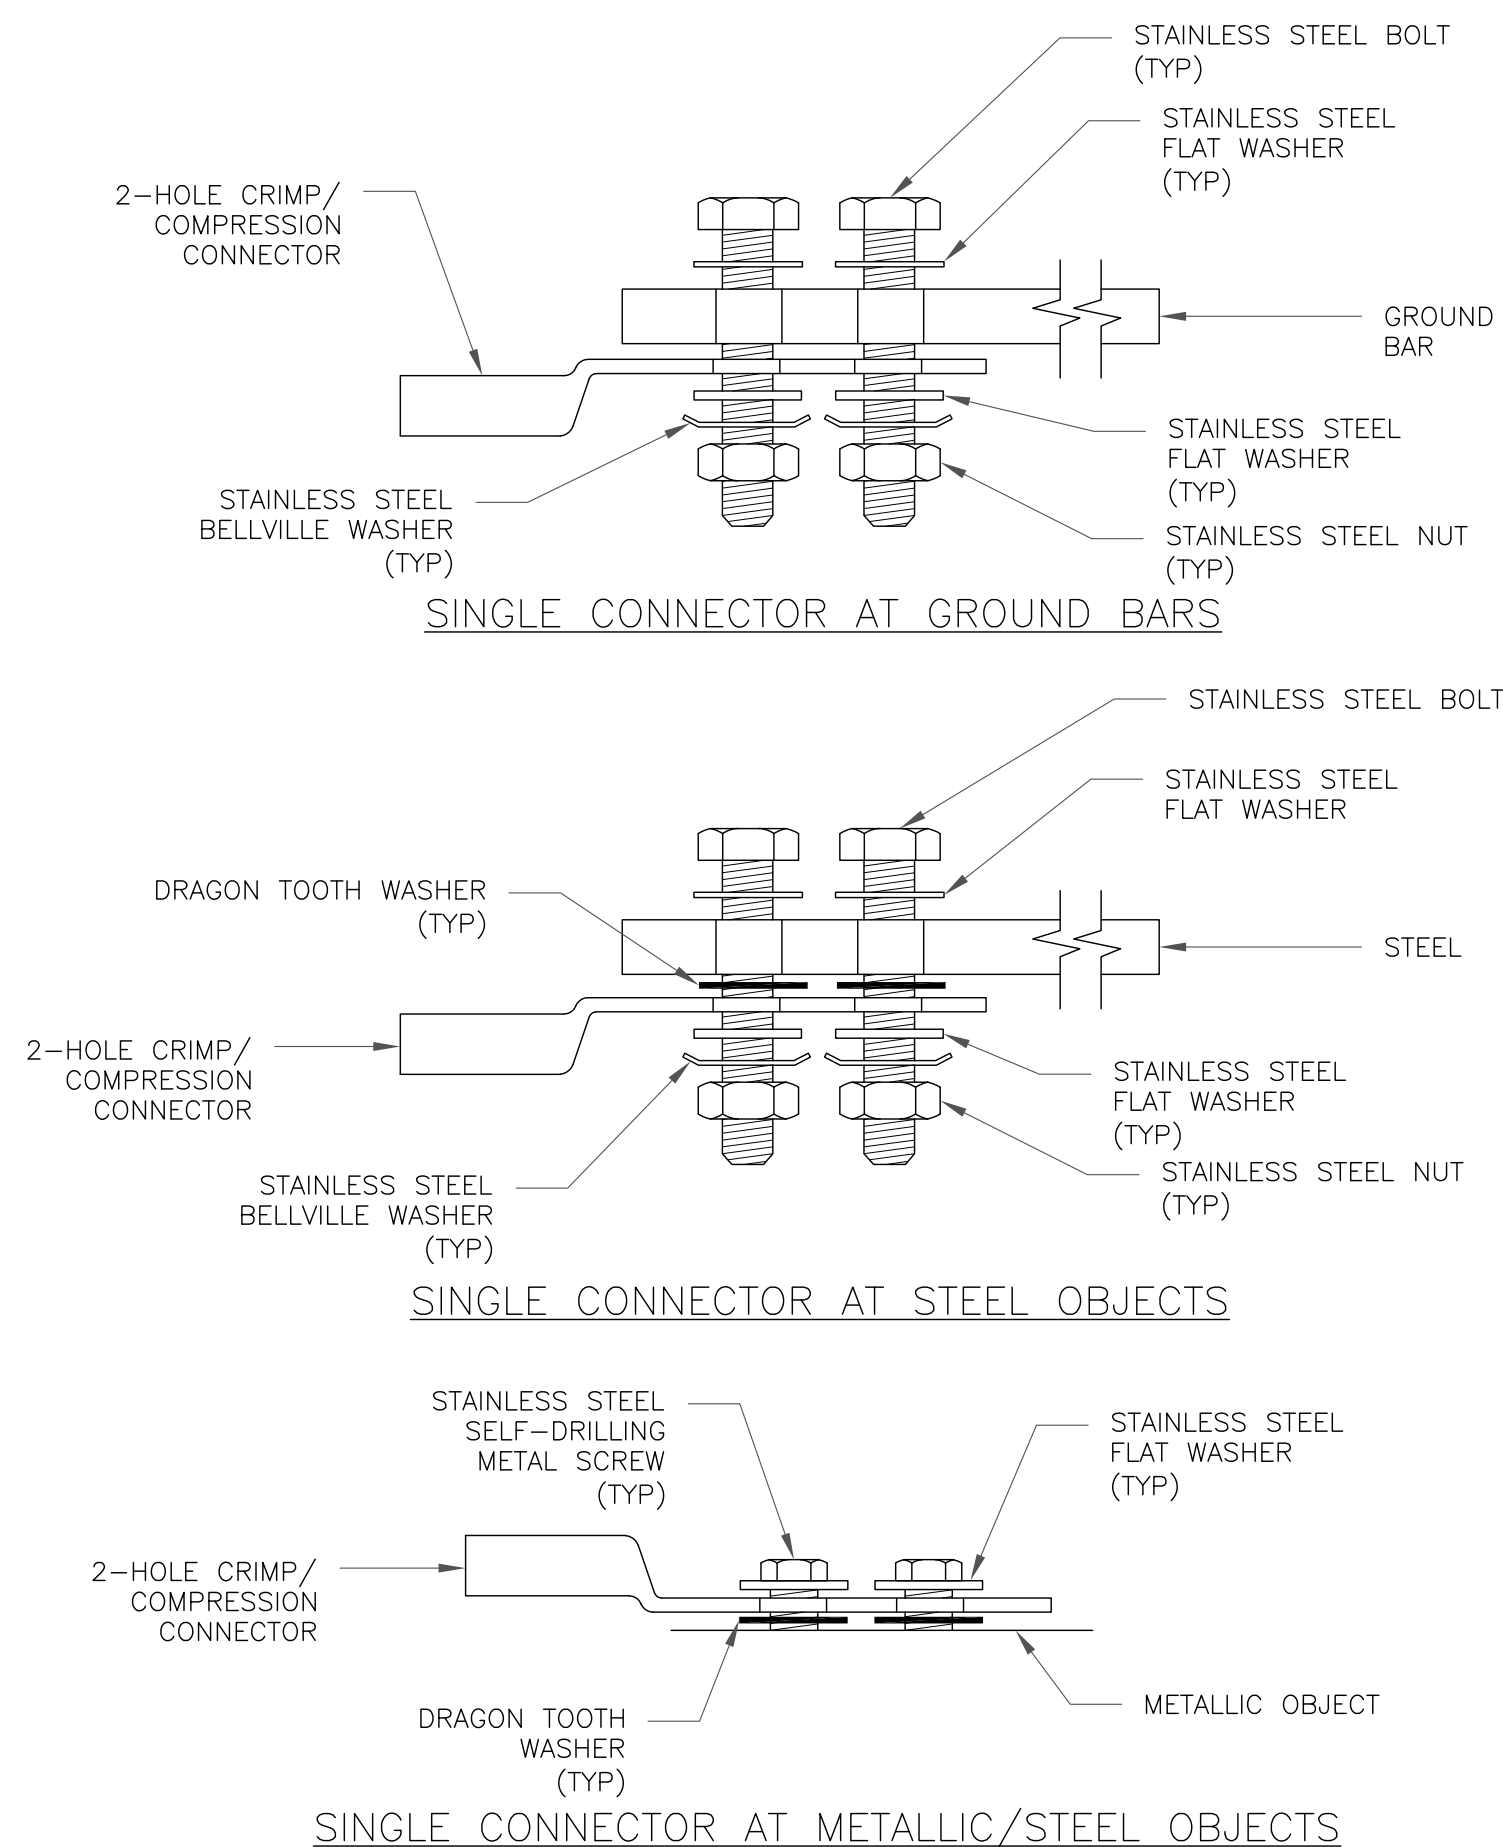 STAINLESS STEEL BOLT
(TYP)
STAINLESS STEEL
FLAT WASHER
(TYP)
2-HOLE CRIMP/
COMPRESSION
CONNECTOR
GROUND
BAR
STAINLESS STEEL
FLAT WASHER
(TYP)
STAINLESS STEEL
BELLVILLE WASHER
(TYP)
STAINLESS STEEL NUT
(TYP)
SINGLE CONNECTOR AT GROUND BARS
STAINLESS STEEL BOLT
STAINLESS STEEL
FLAT WASHER
DRAGON TOOTH WASHER
(TYP)
STEEL
2-HOLE CRIMP/
COMPRESSION
CONNECTOR
STAINLESS STEEL
FLAT WASHER
(TYP)
STAINLESS STEEL NUT
(TYP)
STAINLESS STEEL
BELLVILLE WASHER
(TYP)
SINGLE CONNECTOR AT STEEL OBJECTS
STAINLESS STEEL
SELF-DRILLING
METAL SCREW
(TYP)
STAINLESS STEEL
FLAT WASHER
(TYP)
2-HOLE CRIMP/
COMPRESSION
CONNECTOR
DRAGON TOOTH
WASHER
(TYP)
METALLIC OBJECT
SINGLE CONNECTOR AT METALLIC/STEEL OBJECTS